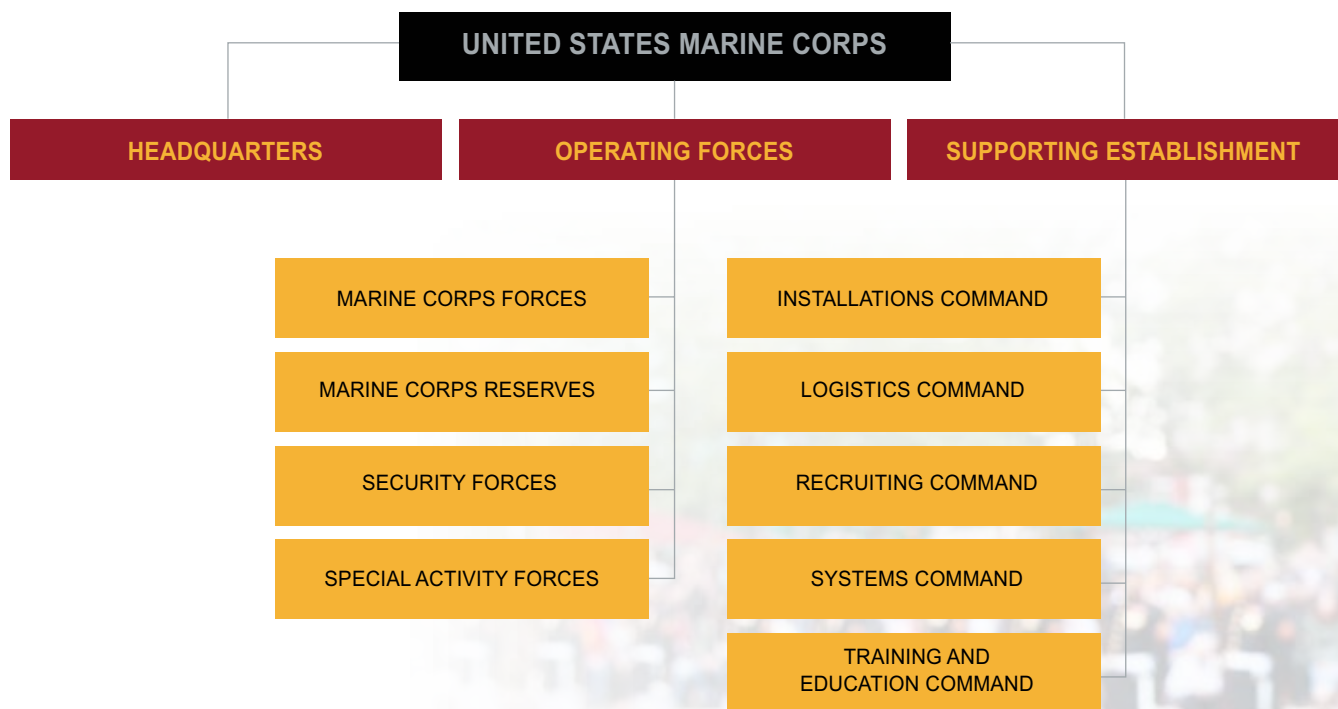 UNITED STATES MARINE CORPS
HEADQUARTERS
OPERATING FORCES
SUPPORTING ESTABLISHMENT
MARINE CORPS FORCES
MARINE CORPS RESERVES
SECURITY FORCES
SPECIAL ACTIVITY FORCES
INSTALLATIONS COMMAND
LOGISTICS COMMAND
RECRUITING COMMAND
SYSTEMS COMMAND
TRAINING AND
EDUCATION COMMAND